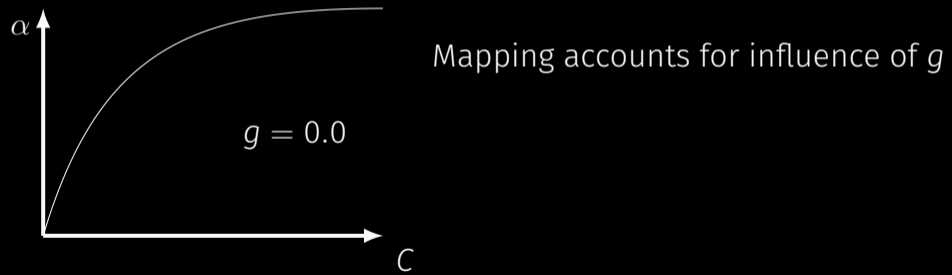 α
Mapping accounts for influence of g
g = 0.0
C